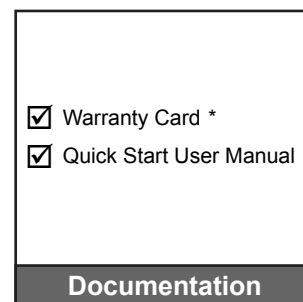 ☑ Warranty Card *
☑ Quick Start User Manual
Documentation